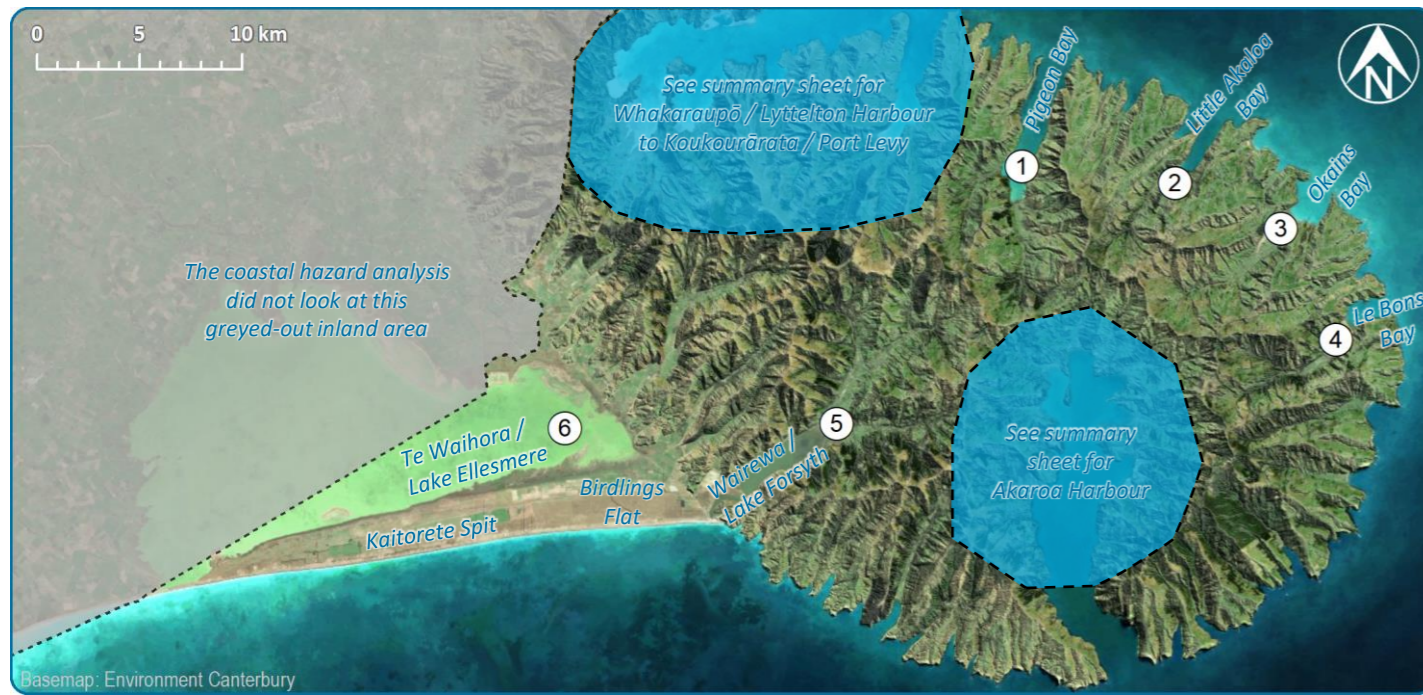 0 5 10 km
See summary sheet for
Whakaraupō / Lyttelton Harbour
to Koukourārata / Port Levy
Pigeon Bay
Little Akaloa
Bay
Okains
Bay
Le Bons
Bay
1
2
3
4
5
6
N
The coastal hazard analysis
did not look at this
greyed-out inland area
Te Waihora /
Lake Ellesmere
Wairewa /
Lake Forsyth
Birdlings
Flat
Kaitorete Spit
See summary
sheet for
Akaroa Harbour
Basemap: Environment Canterbury